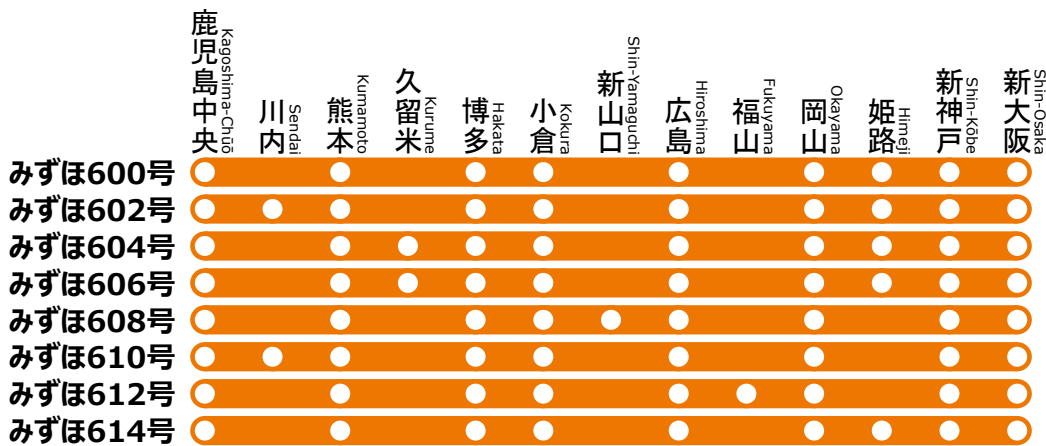 鹿児島中央
Kagoshima-Chūō
川内
Sendai
熊本
Kumamoto
久留米
Kurume
博多
Hakata
小倉
Kokura
新山口
Shin-Yamaguchi
広島
Hiroshima
福山
Fukuyama
岡山
Okayama
姫路
Himeji
新神戸
Shin-Kōbe
新大阪
Shin-Osaka
みずほ600号
みずほ602号
みずほ604号
みずほ606号
みずほ608号
みずほ610号
みずほ612号
みずほ614号